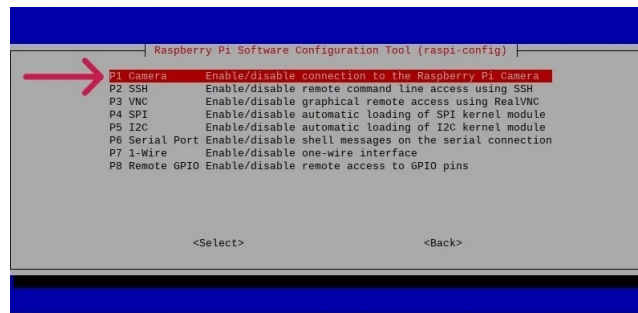 Raspberry Pi Software Configuration Tool (raspi-config)
P1 Camera Enable/disable connection to the Raspberry Pi Camera
P2 SSH Enable/disable remote command line access using SSH
P3 VNC Enable/disable graphical remote access using RealVNC
P4 SPI Enable/disable automatic loading of SPI kernel module
P5 I2C Enable/disable automatic loading of I2C kernel module
P6 Serial Port Enable/disable shell messages on the serial connection
P7 1-Wire Enable/disable one-wire interface
P8 Remote GPIO Enable/disable remote access to GPIO pins
<Select> <Back>